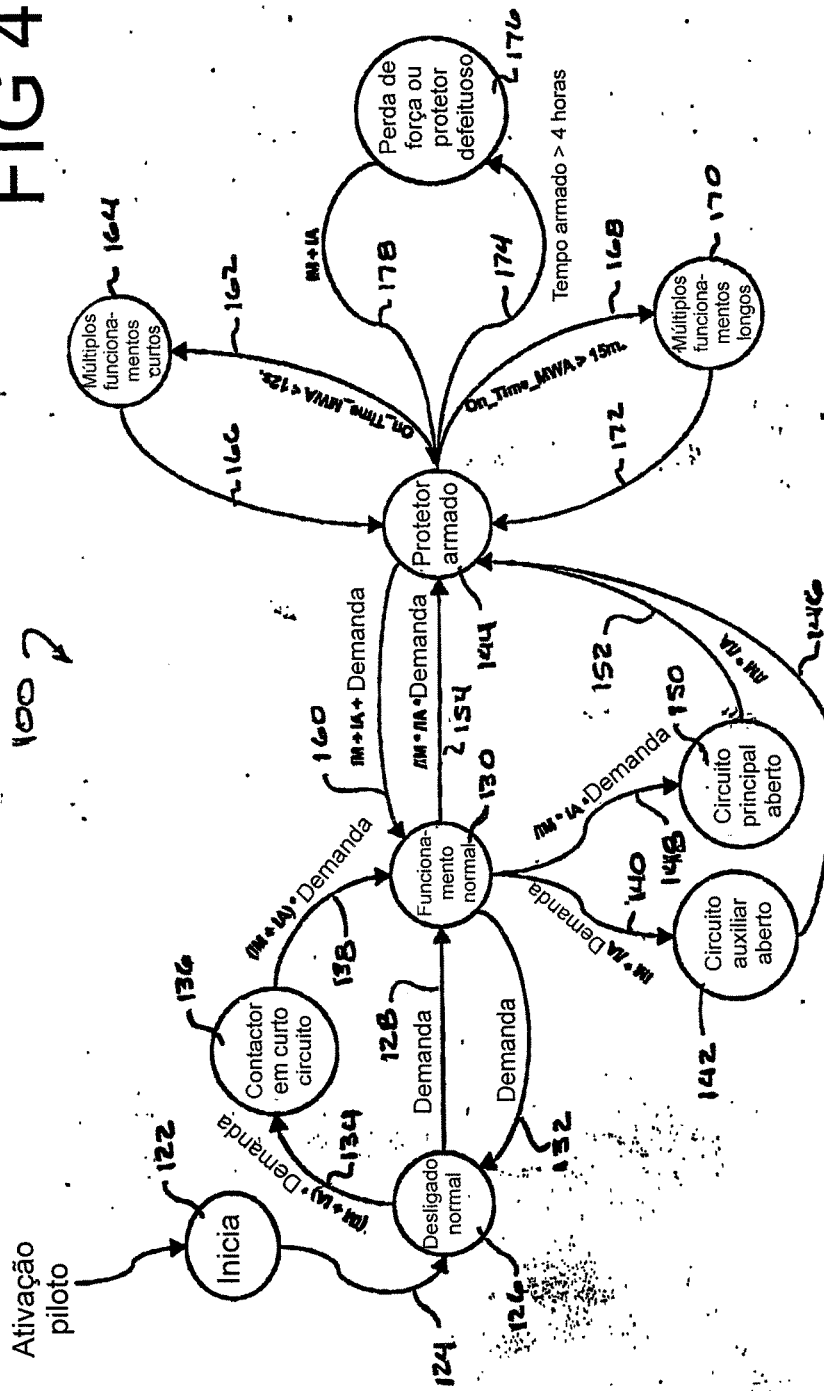 FIG 4
100
Ativação
piloto
Inicia
122
124
Desligado
normal
126
(IM + IA) • Demanda
134
Contactor
em curto
circuito
136
(IM + IA) • Demanda
138
Demanda
128
Demanda
132
Funciona-
mento
normal
130
IM • /IA Demanda
140
Circuito
auxiliar
aberto
142
/IM • IA • Demanda
148
Circuito
principal
aberto
150
152
/IM • /IA
146
IM + IA + Demanda
160
/IM • /IA • Demanda
154
Protetor
armado
144
166
On_Time_MWA < 12s.
162
Múltiplos
funciona-
mentos
curtos
164
IM + IA
178
174
Perda de
força ou
protetor
defeituoso
176
Tempo armado > 4 horas
On_Time_MWA > 15m.
168
Múltiplos
funciona-
mentos
longos
170
172